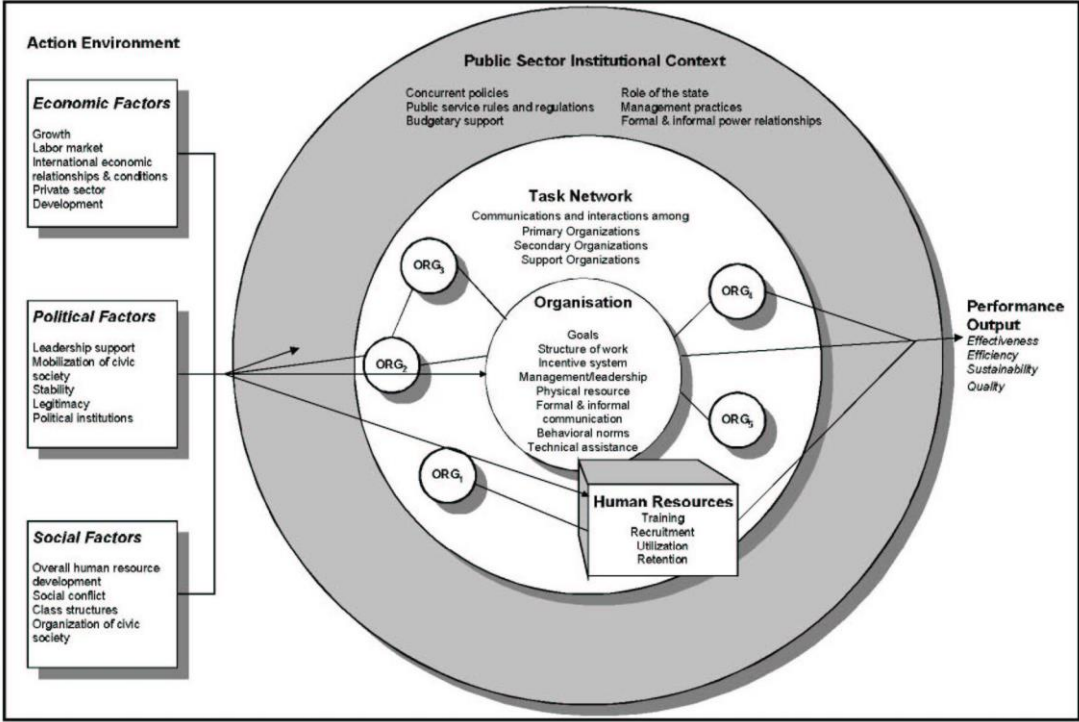 Action Environment
Economic Factors
Growth
Labor market
International economic
relationships & conditions
Private sector
Development
Political Factors
Leadership support
Mobilization of civic
society
Stability
Legitimacy
Political institutions
Social Factors
Overall human resource
development
Social conflict
Class structures
Organization of civic
society
Public Sector Institutional Context
Concurrent policies
Public service rules and regulations
Budgetary support
Role of the state
Management practices
Formal & informal power relationships
Task Network
Communications and interactions among
Primary Organizations
Secondary Organizations
Support Organizations
ORG3
ORG2
ORG1
Organisation
Goals
Structure of work
Incentive system
Management/leadership
Physical resource
Formal & informal
communication
Behavioral norms
Technical assistance
ORG4
ORG5
Human Resources
Training
Recruitment
Utilization
Retention
Performance
Output
Effectiveness
Efficiency
Sustainability
Quality